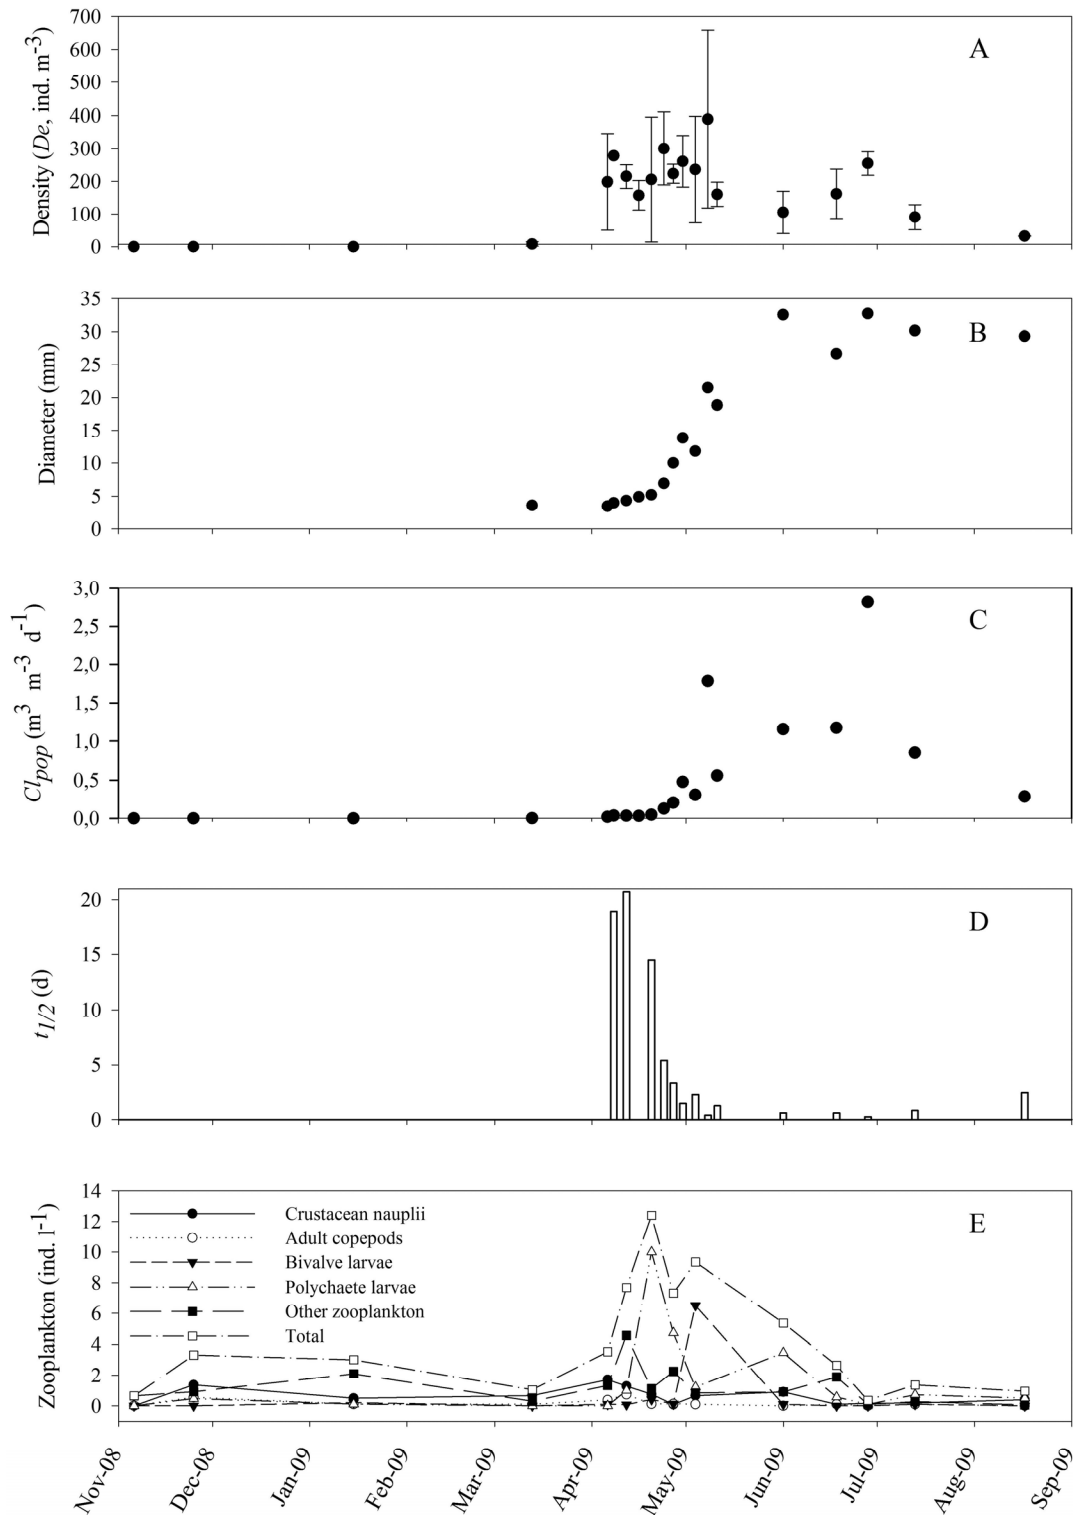 700
600
500
400
300
200
100
0
Density (De, ind. m-3)
A
35
30
25
20
15
10
5
0
Diameter (mm)
B
3,0
2,5
2,0
1,5
1,0
0,5
0,0
Clpop (m3 m-3 d-1)
C
20
15
10
5
0
t1/2 (d)
D
14
12
10
8
6
4
2
0
Zooplankton (ind. l-1)
E
Crustacean nauplii
Adult copepods
Bivalve larvae
Polychaete larvae
Other zooplankton
Total
Nov-08
Dec-08
Jan-09
Feb-09
Mar-09
Apr-09
May-09
Jun-09
Jul-09
Aug-09
Sep-09